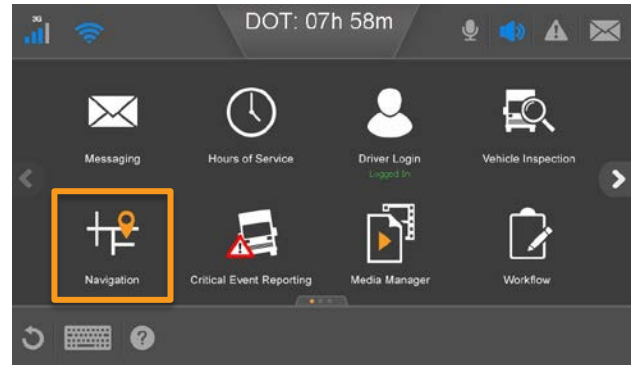 3G
DOT: 07h 58m
Messaging
Hours of Service
Driver Login
Logged In
Vehicle Inspection
Navigation
Critical Event Reporting
Media Manager
Workflow
?